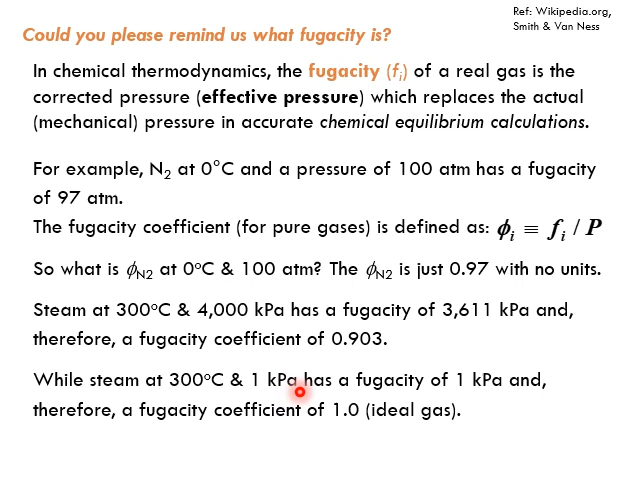 Ref: Wikipedia.org,
Smith & Van Ness
Could you please remind us what fugacity is?
In chemical thermodynamics, the fugacity (fᵢ) of a real gas is the
corrected pressure (effective pressure) which replaces the actual
(mechanical) pressure in accurate chemical equilibrium calculations.
For example, N₂ at 0°C and a pressure of 100 atm has a fugacity
of 97 atm.
The fugacity coefficient (for pure gases) is defined as: ϕᵢ ≡ fᵢ / P
So what is ϕN2 at 0°C & 100 atm? The ϕN2 is just 0.97 with no units.
Steam at 300°C & 4,000 kPa has a fugacity of 3,611 kPa and,
therefore, a fugacity coefficient of 0.903.
While steam at 300°C & 1 kPa has a fugacity of 1 kPa and,
therefore, a fugacity coefficient of 1.0 (ideal gas).